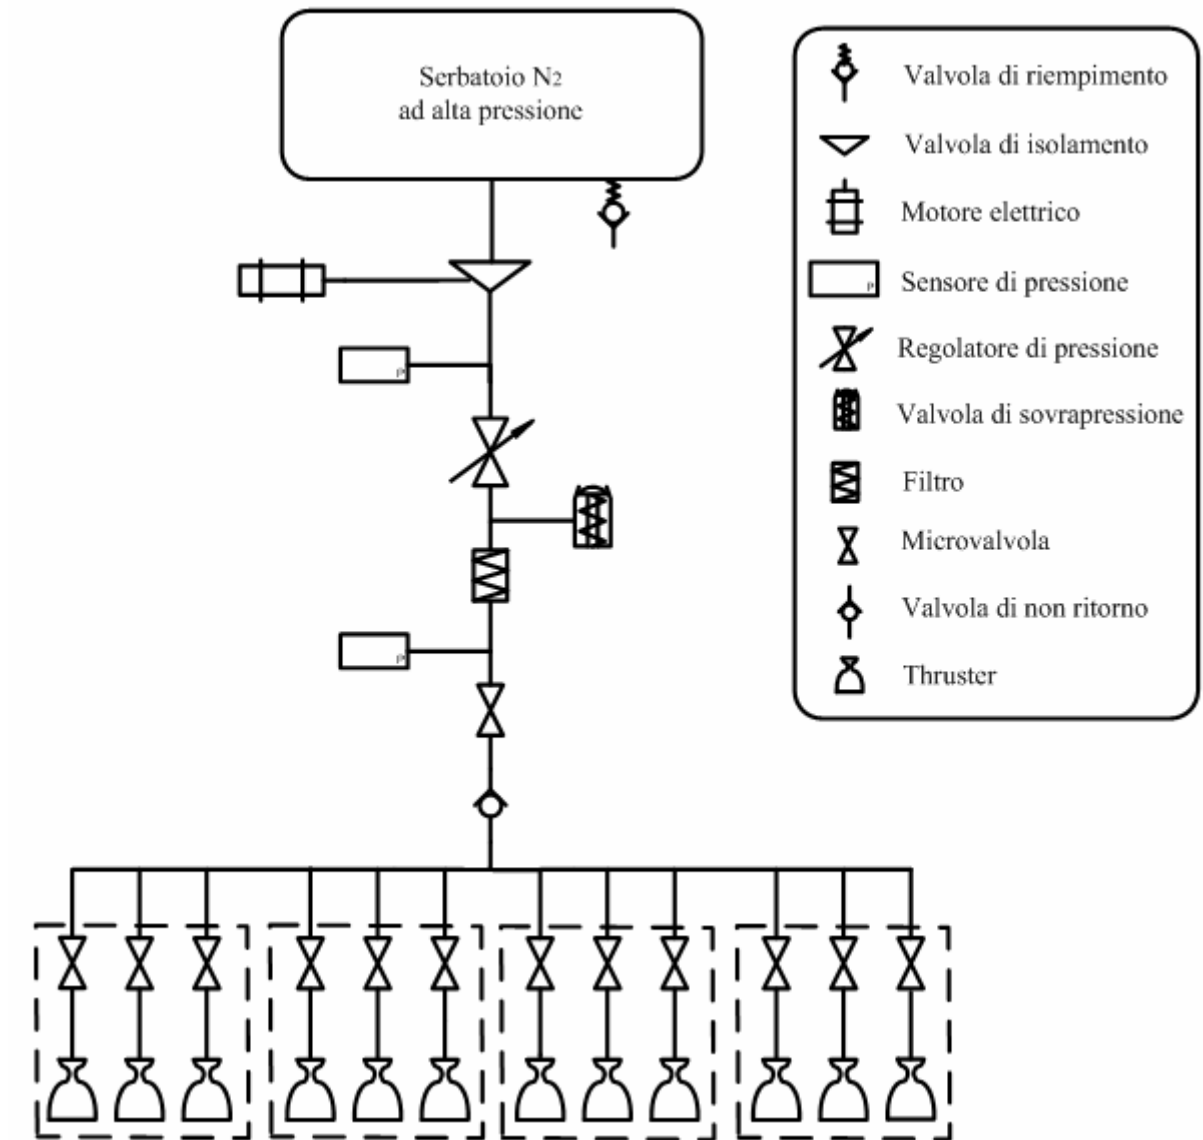 Serbatoio N2
ad alta pressione
Valvola di riempimento
Valvola di isolamento
Motore elettrico
P
Sensore di pressione
P
Regolatore di pressione
Valvola di sovrapressione
Filtro
Microvalvola
Valvola di non ritorno
P
Thruster